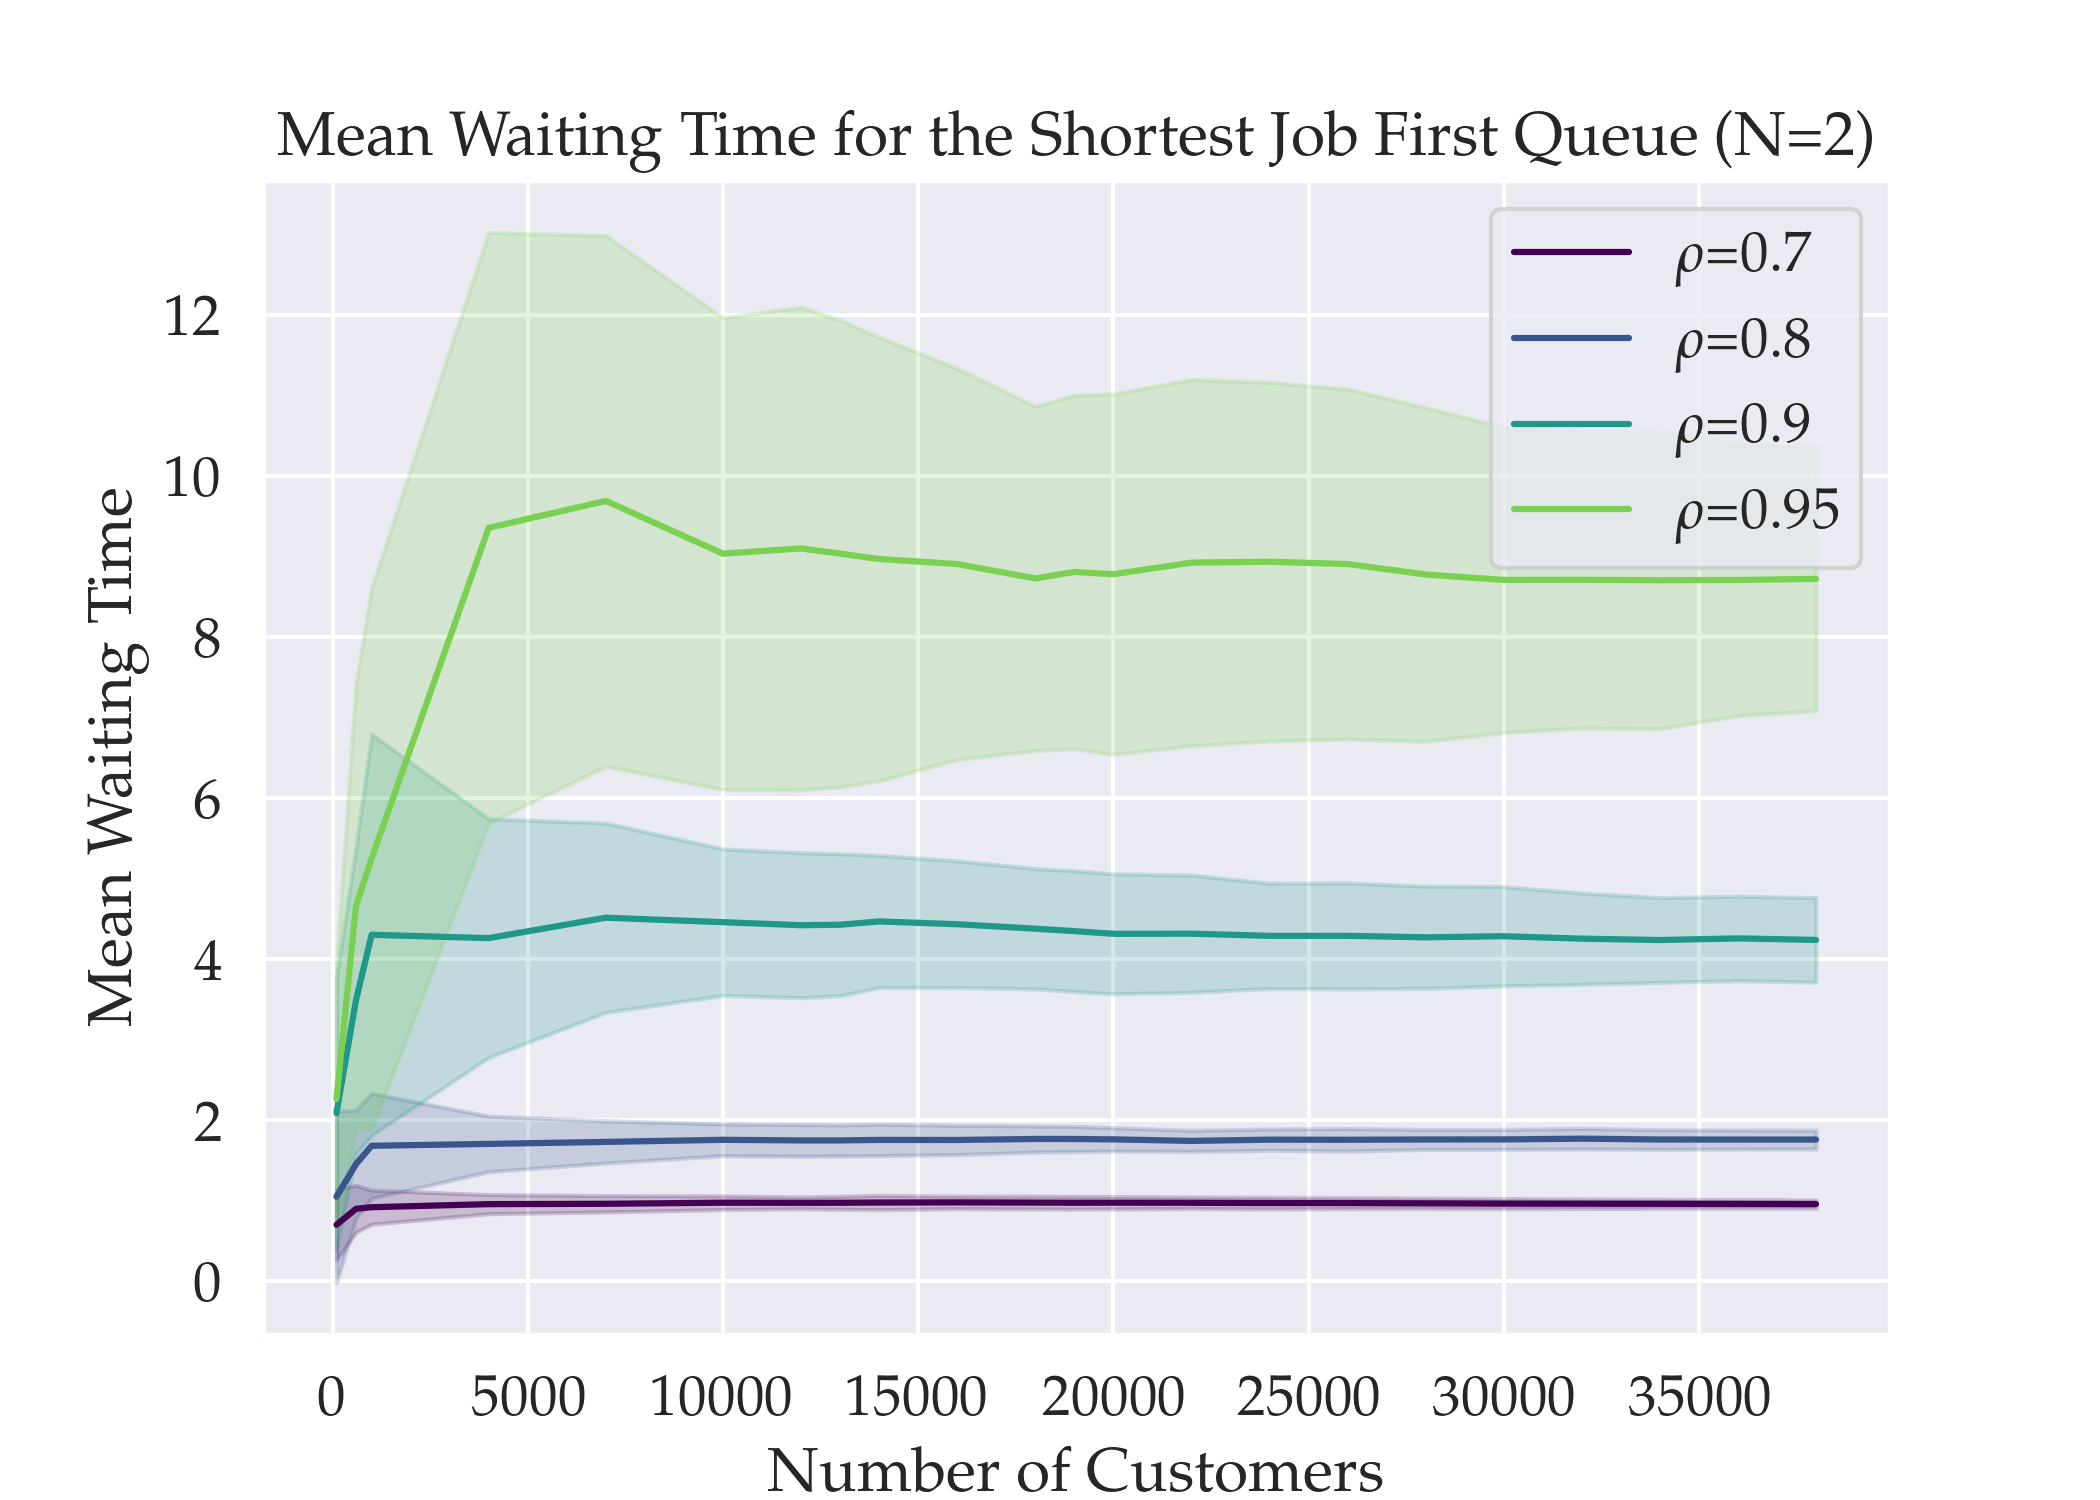 Mean Waiting Time for the Shortest Job First Queue (N=2)
ρ=0.7
ρ=0.8
ρ=0.9
ρ=0.95
Mean Waiting Time
12
10
8
6
4
2
0
0 5000 10000 15000 20000 25000 30000 35000
Number of Customers